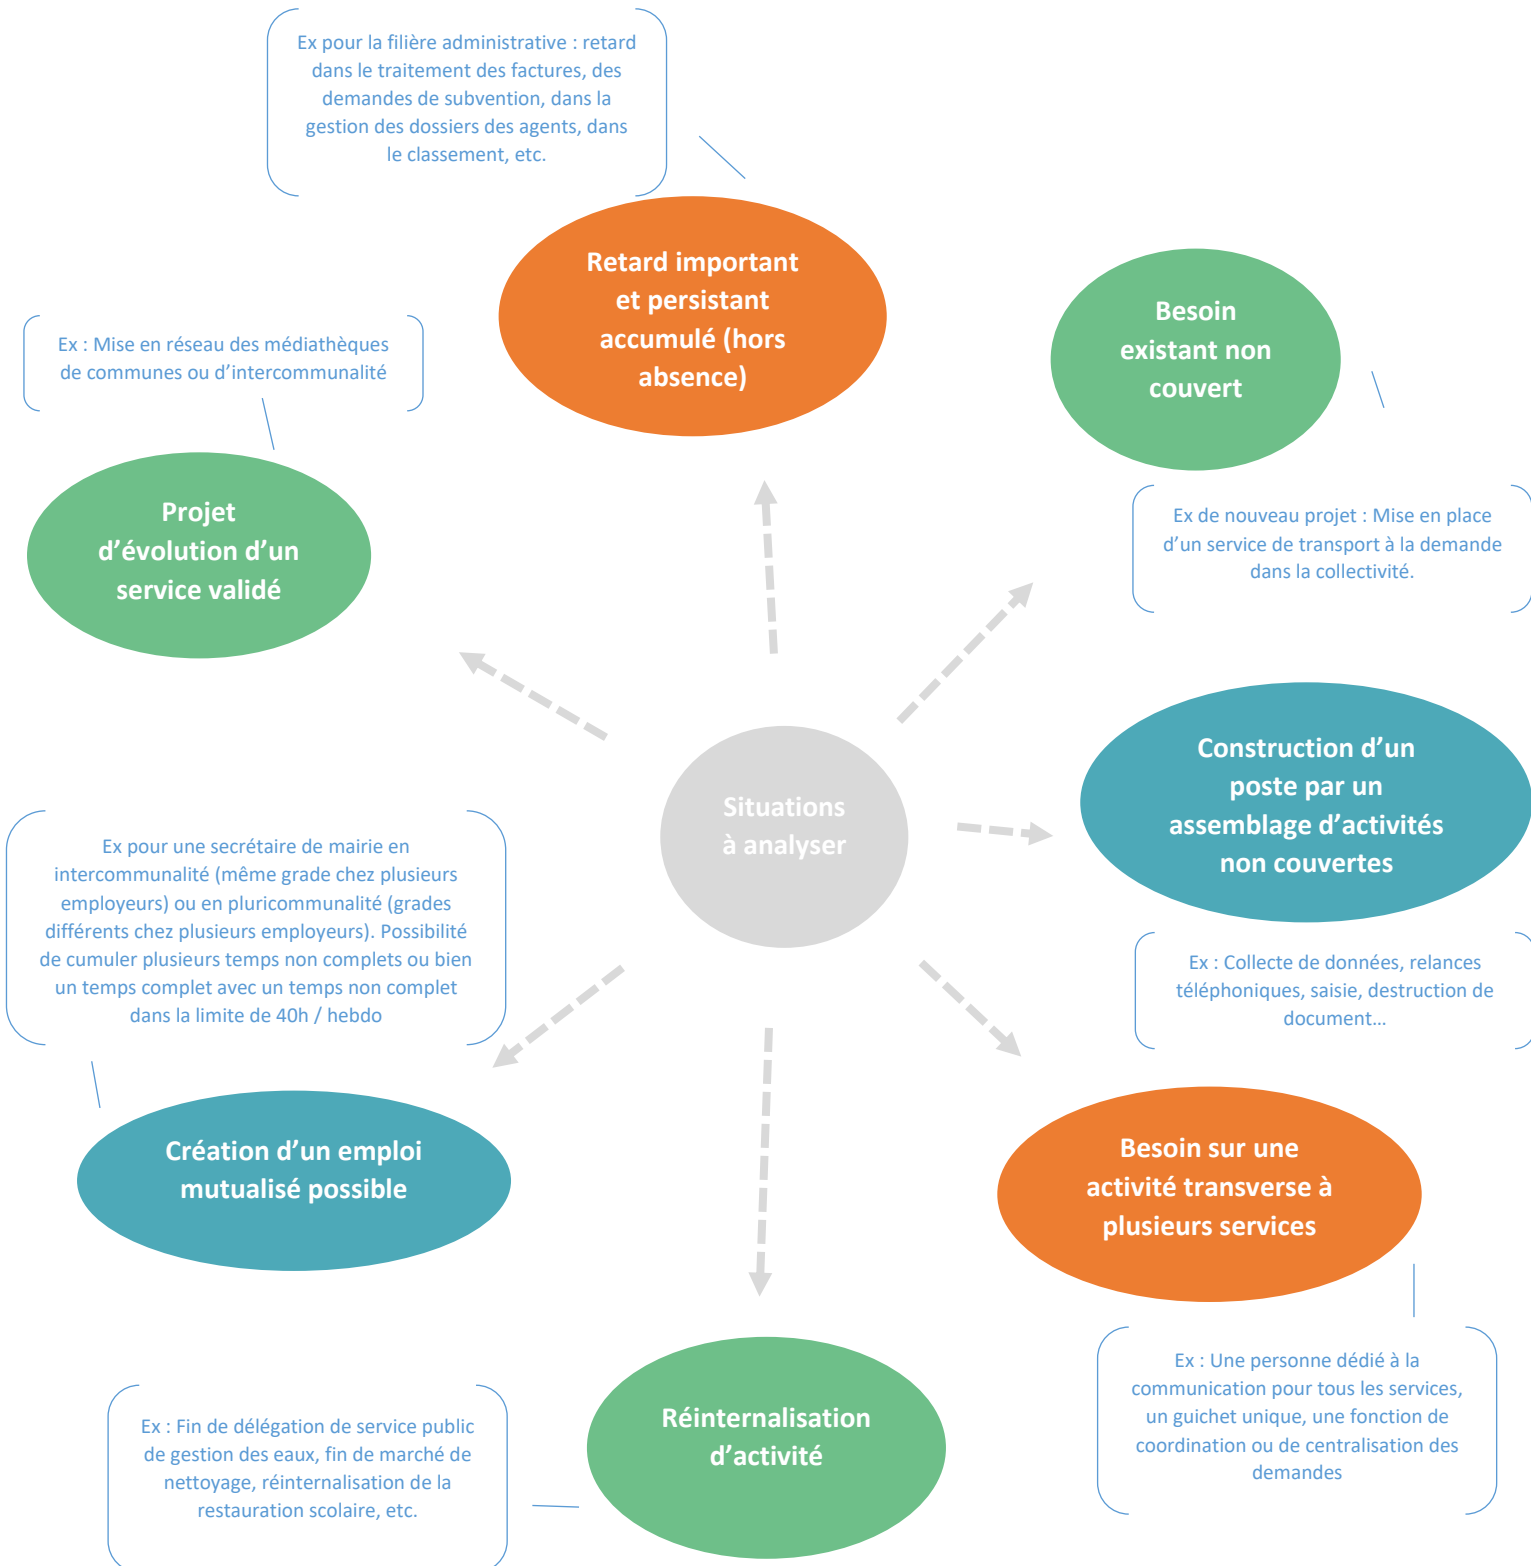 Ex pour la filière administrative : retard
dans le traitement des factures, des
demandes de subvention, dans la
gestion des dossiers des agents, dans
le classement, etc.
Retard important
et persistant
accumulé (hors
absence)
Besoin
existant non
couvert
Ex : Mise en réseau des médiathèques
de communes ou d’intercommunalité
Projet
d’évolution d’un
service validé
Ex de nouveau projet : Mise en place
d’un service de transport à la demande
dans la collectivité.
Situations
à analyser
Construction d’un
poste par un
assemblage d’activités
non couvertes
Ex pour une secrétaire de mairie en
intercommunalité (même grade chez plusieurs
employeurs) ou en pluricommunalité (grades
différents chez plusieurs employeurs). Possibilité
de cumuler plusieurs temps non complets ou bien
un temps complet avec un temps non complet
dans la limite de 40h / hebdo
Ex : Collecte de données, relances
téléphoniques, saisie, destruction de
document…
Création d’un emploi
mutualisé possible
Besoin sur une
activité transverse à
plusieurs services
Réinternalisation
d’activité
Ex : Fin de délégation de service public
de gestion des eaux, fin de marché de
nettoyage, réinternalisation de la
restauration scolaire, etc.
Ex : Une personne dédié à la
communication pour tous les services,
un guichet unique, une fonction de
coordination ou de centralisation des
demandes